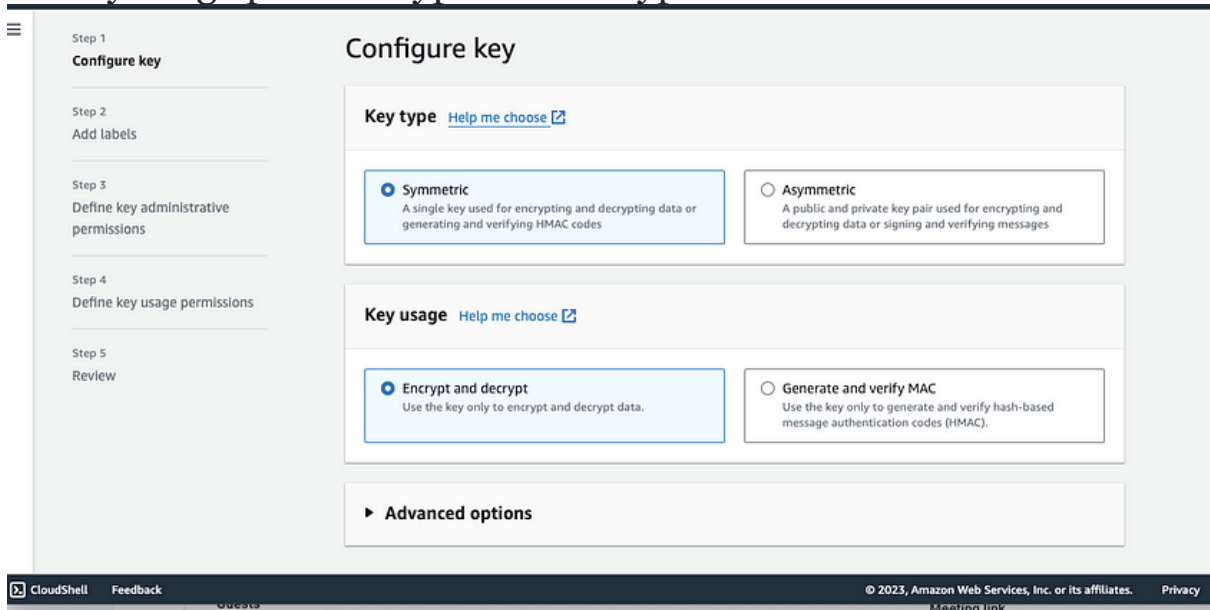 Step 1
Configure key
Step 2
Add labels
Step 3
Define key administrative
permissions
Step 4
Define key usage permissions
Step 5
Review
Configure key
Key type Help me choose
Symmetric
A single key used for encrypting and decrypting data or
generating and verifying HMAC codes
Asymmetric
A public and private key pair used for encrypting and
decrypting data or signing and verifying messages
Key usage Help me choose
Encrypt and decrypt
Use the key only to encrypt and decrypt data.
Generate and verify MAC
Use the key only to generate and verify hash-based
message authentication codes (HMAC).
Advanced options
CloudShell Feedback © 2023, Amazon Web Services, Inc. or its affiliates. Privacy
Guests Meeting link